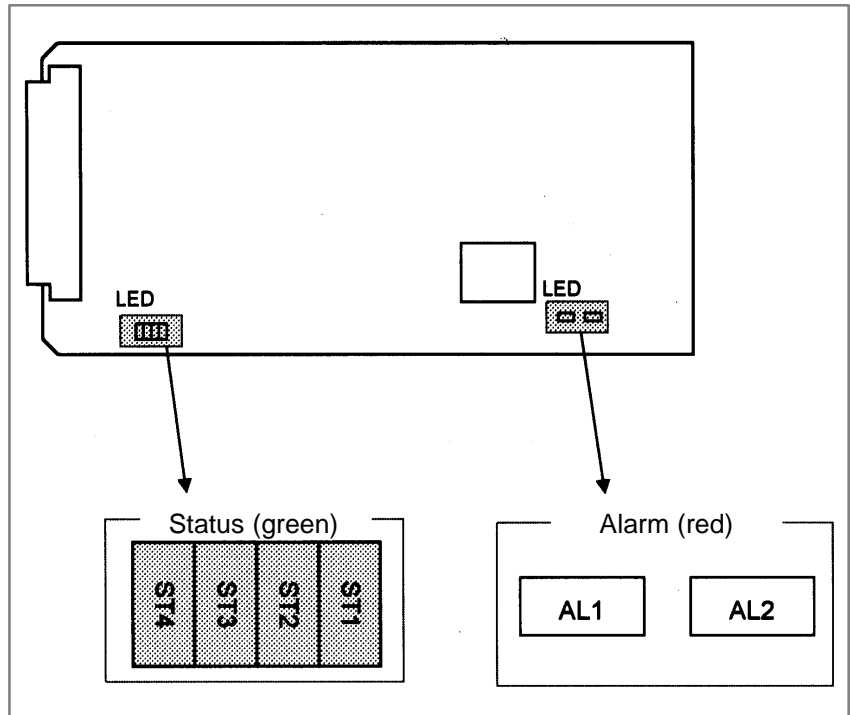 LED
LED
Status (green)
Alarm (red)
ST4
ST3
ST2
ST1
AL1
AL2